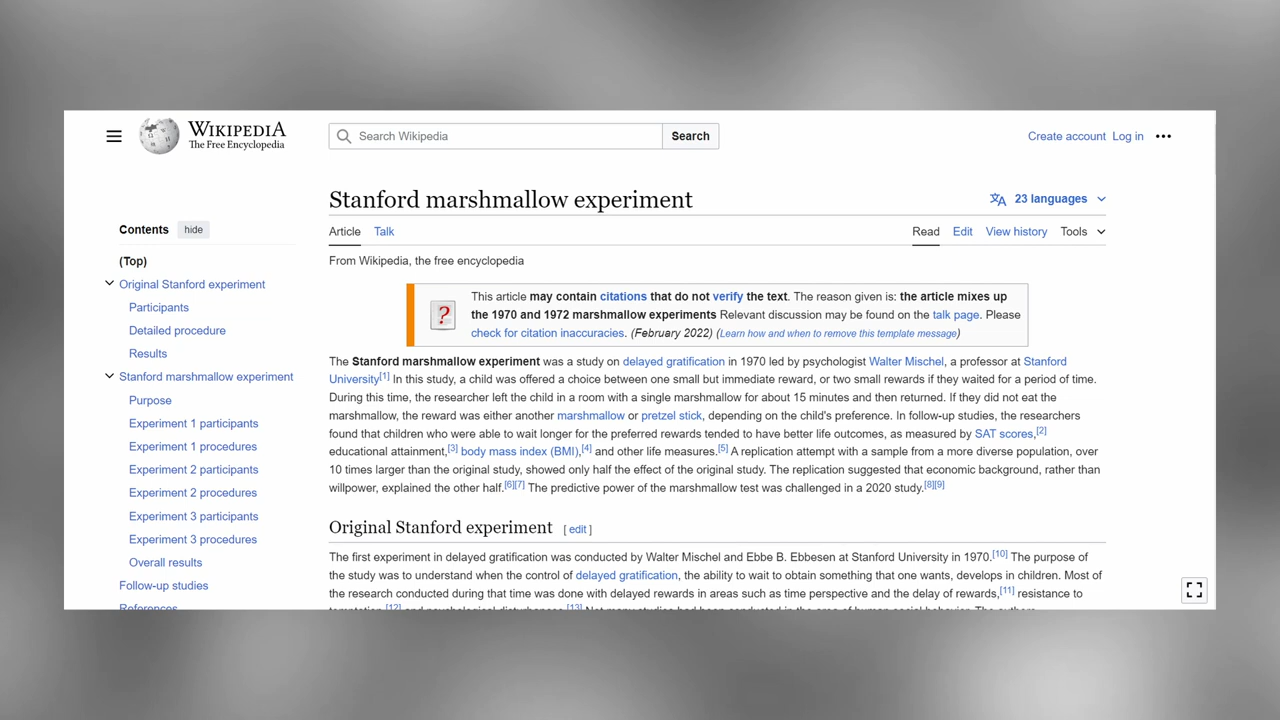 WIKIPEDIA
The Free Encyclopedia
Search Wikipedia
Search
Create account Log in
Stanford marshmallow experiment
23 languages
Contents hide
Article Talk
Read Edit View history Tools
(Top)
From Wikipedia, the free encyclopedia
Original Stanford experiment
Participants
Detailed procedure
Results
Stanford marshmallow experiment
Purpose
Experiment 1 participants
Experiment 1 procedures
Experiment 2 participants
Experiment 2 procedures
Experiment 3 participants
Experiment 3 procedures
Overall results
Follow-up studies
References
This article may contain citations that do not verify the text. The reason given is: the article mixes up
the 1970 and 1972 marshmallow experiments Relevant discussion may be found on the talk page. Please
check for citation inaccuracies. (February 2022) (Learn how and when to remove this template message)
The Stanford marshmallow experiment was a study on delayed gratification in 1970 led by psychologist Walter Mischel, a professor at Stanford
University[1] In this study, a child was offered a choice between one small but immediate reward, or two small rewards if they waited for a period of time.
During this time, the researcher left the child in a room with a single marshmallow for about 15 minutes and then returned. If they did not eat the
marshmallow, the reward was either another marshmallow or pretzel stick, depending on the child's preference. In follow-up studies, the researchers
found that children who were able to wait longer for the preferred rewards tended to have better life outcomes, as measured by SAT scores,[2]
educational attainment,[3] body mass index (BMI),[4] and other life measures.[5] A replication attempt with a sample from a more diverse population, over
10 times larger than the original study, showed only half the effect of the original study. The replication suggested that economic background, rather than
willpower, explained the other half.[6][7] The predictive power of the marshmallow test was challenged in a 2020 study.[8][9]
Original Stanford experiment [ edit ]
The first experiment in delayed gratification was conducted by Walter Mischel and Ebbe B. Ebbesen at Stanford University in 1970.[10] The purpose of
the study was to understand when the control of delayed gratification, the ability to wait to obtain something that one wants, develops in children. Most of
the research conducted during that time was done with delayed rewards in areas such as time perspective and the delay of rewards,[11] resistance to